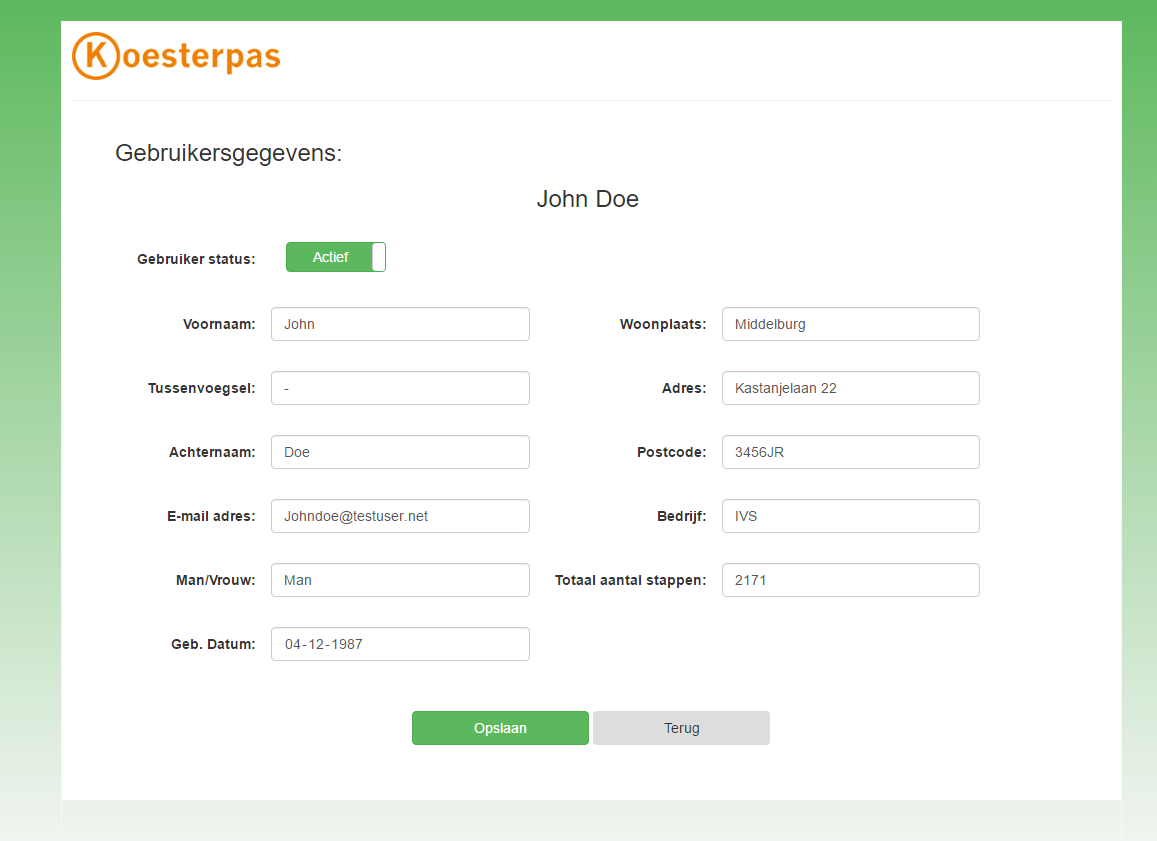 Koesterpas
Gebruikersgegevens:
John Doe
Gebruiker status: Actief
Voornaam: John Woonplaats: Middelburg
Tussenvoegsel: - Adres: Kastanjelaan 22
Achternaam: Doe Postcode: 3456JR
E-mail adres: Johndoe@testuser.net Bedrijf: IVS
Man/Vrouw: Man Totaal aantal stappen: 2171
Geb. Datum: 04-12-1987
Opslaan Terug